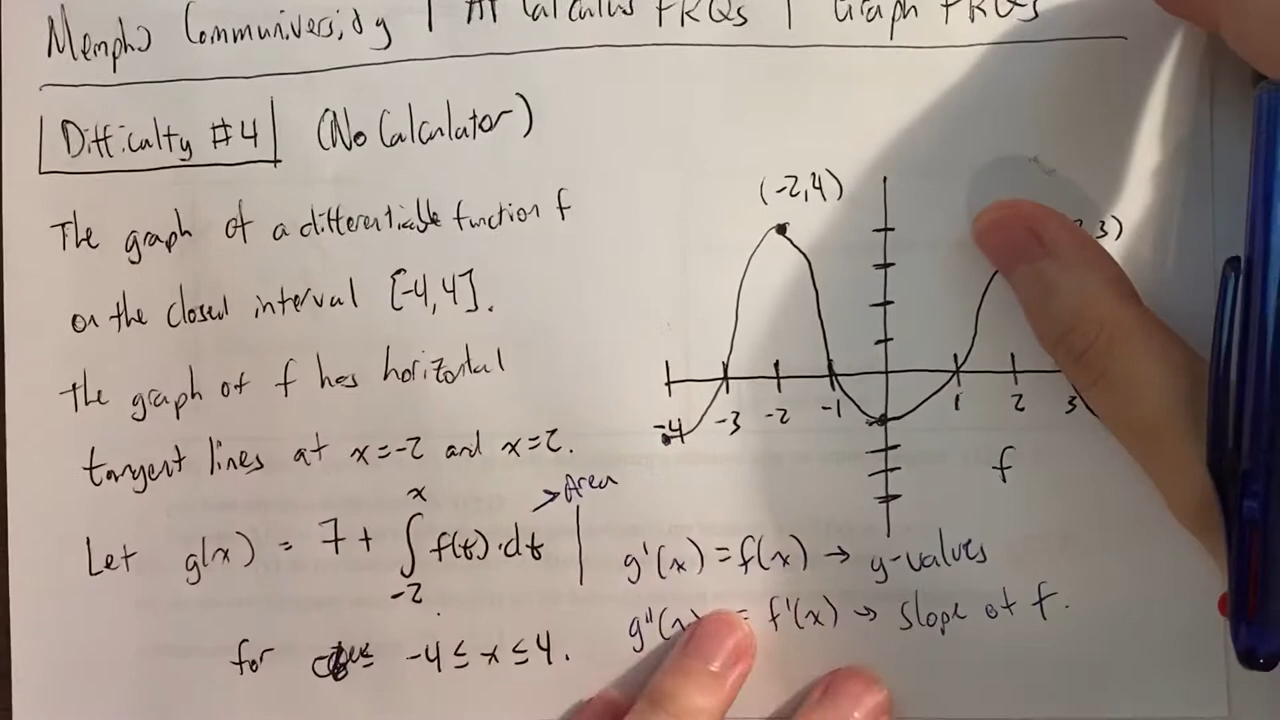 Memphis Communiversidy | AP Calculus FRQs | Graph FRQs
Difficulty #4 (No Calculator)
The graph of a differentiable function f
on the closed interval [-4,4].
The graph of f has horizontal
tangent lines at x=-2 and x=2.
Let g(x) = 7 + ∫_{-2}^{x} f(t)·dt
> Area
for -4 ≤ x ≤ 4.
(-2,4)
3)
-4 -3 -2 -1 1 2 3
f
g'(x) = f(x) → y-values
g"( = f'(x) → slope of f.